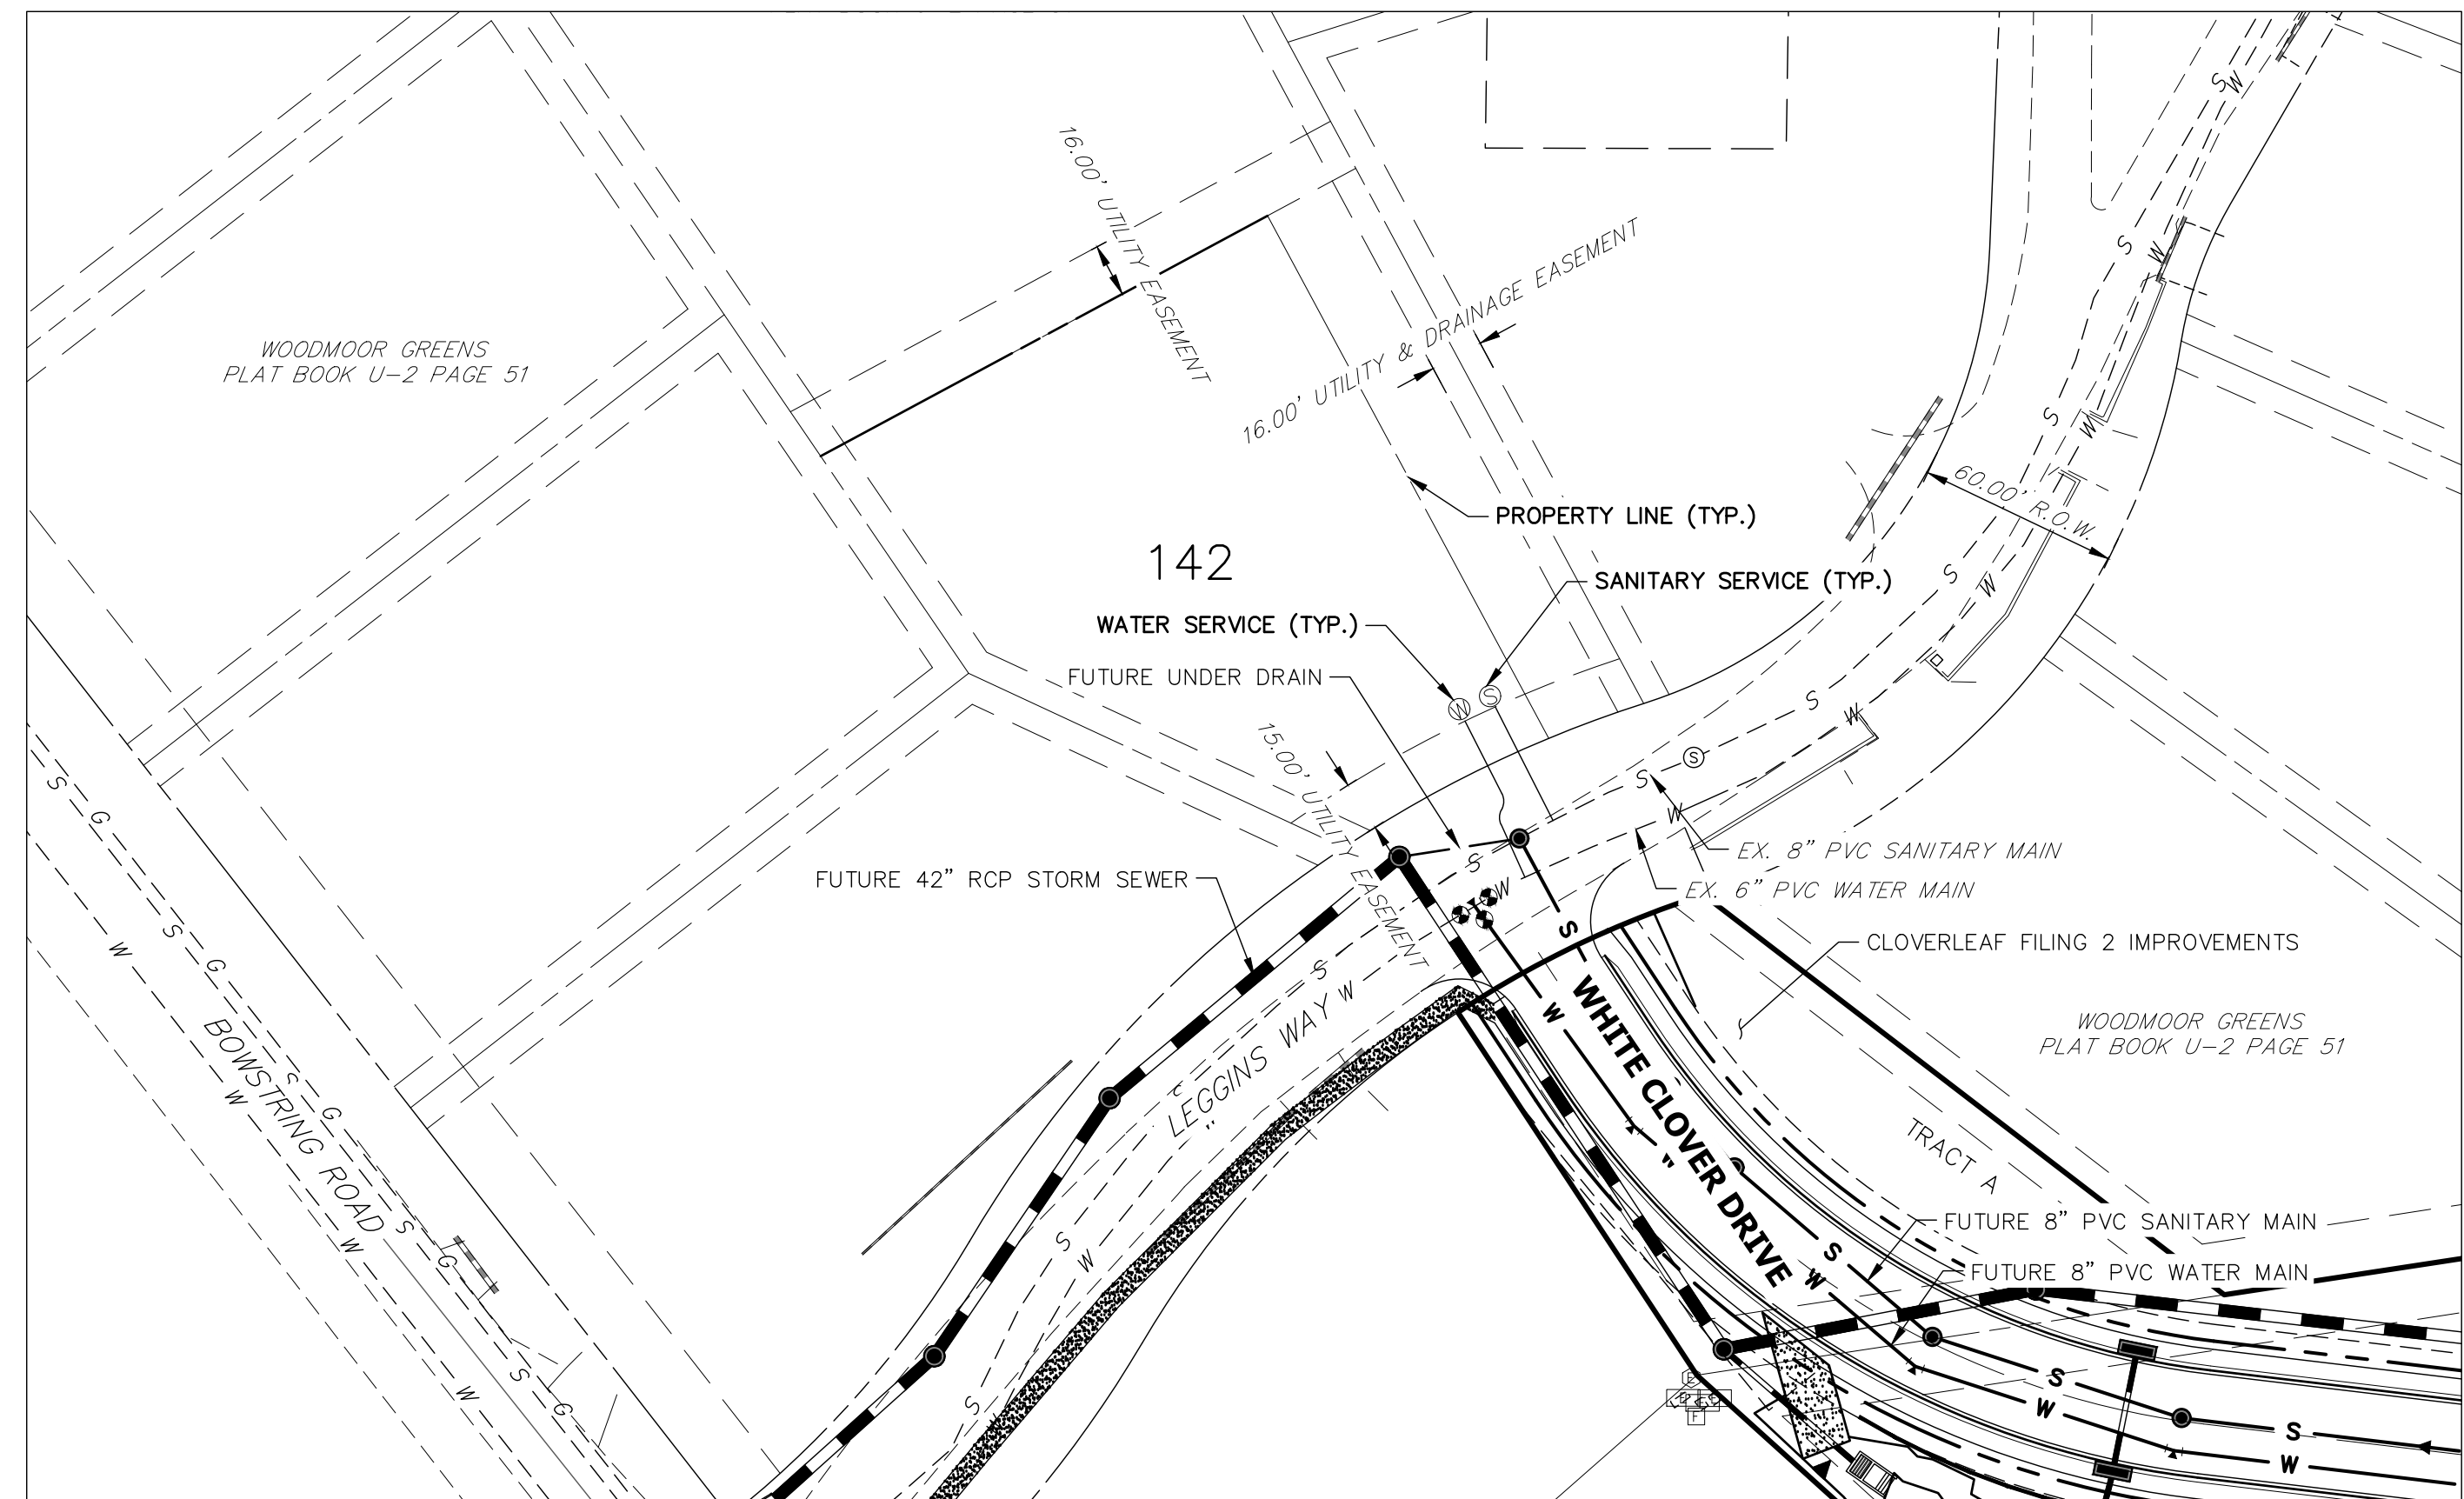 16.00' UTILITY EASEMENT
16.00' UTILITY & DRAINAGE EASEMENT
WOODMOOR GREENS
PLAT BOOK U-2 PAGE 51
60.00' R.O.W.
PROPERTY LINE (TYP.)
142
SANITARY SERVICE (TYP.)
WATER SERVICE (TYP.)
FUTURE UNDER DRAIN
W
S
15.00' UTILITY EASEMENT
S
EX. 8" PVC SANITARY MAIN
FUTURE 42" RCP STORM SEWER
EX. 6" PVC WATER MAIN
CLOVERLEAF FILING 2 IMPROVEMENTS
WOODMOOR GREENS
PLAT BOOK U-2 PAGE 51
LEGGINS WAY
WHITE CLOVER DRIVE
BOWSTRING ROAD
TRACT A
FUTURE 8" PVC SANITARY MAIN
FUTURE 8" PVC WATER MAIN
S
W
G
F